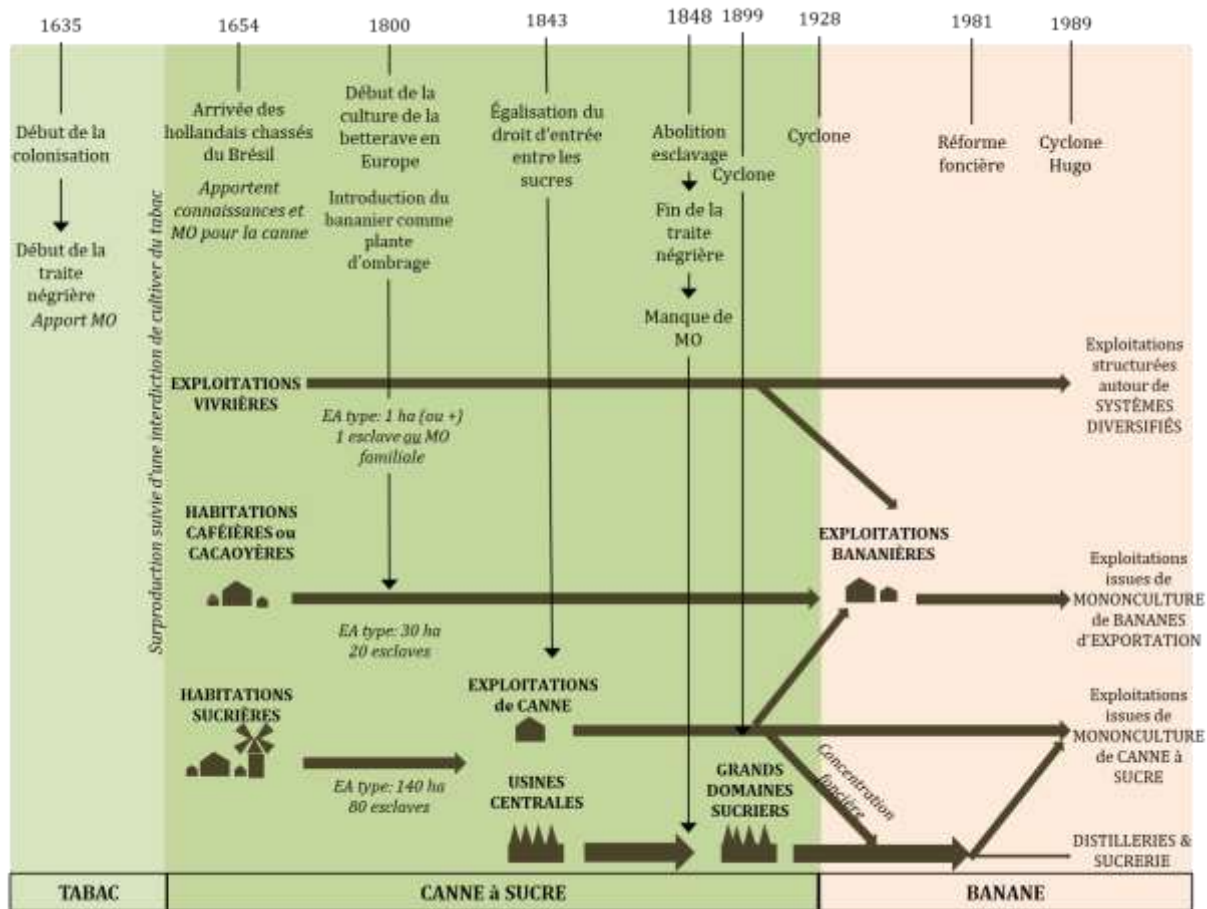 1635
1654
1800
1843
1848
1899
1928
1981
1989
Début de la
colonisation
Début de la
traite
négrière
Apport MO
Surproduction suivie d'une interdiction de cultiver du tabac
Arrivée des
hollandais chassés
du Brésil
Apportent
connaissances et
MO pour la canne
Début de la
culture de la
betterave en
Europe
Introduction du
bananier comme
plante
d'ombrage
Égalisation du
droit d'entrée
entre les
sucres
Abolition
esclavage
Fin de la
traite
négrière
Manque de
MO
Cyclone
Cyclone
Réforme
foncière
Cyclone
Hugo
EXPLOITATIONS
VIVRIÈRES
EA type: 1 ha (ou +)
1 esclave ou MO
familiale
Exploitations
structurées
autour de
SYSTÈMES
DIVERSIFIÉS
HABITATIONS
CAFÉIÈRES ou
CACAOYÈRES
EA type: 30 ha
20 esclaves
EXPLOITATIONS
BANANIÈRES
Exploitations
issues de
MONONCULTURE
de BANANES
d'EXPORTATION
HABITATIONS
SUCRIÈRES
EA type: 140 ha
80 esclaves
EXPLOITATIONS
de CANNE
USINES
CENTRALES
GRANDS
DOMAINES
SUCRIERS
Concentration
foncière
Exploitations
issues de
MONOCULTURE
de CANNE à
SUCRE
DISTILLERIES &
SUCRERIE
TABAC
CANNE à SUCRE
BANANE